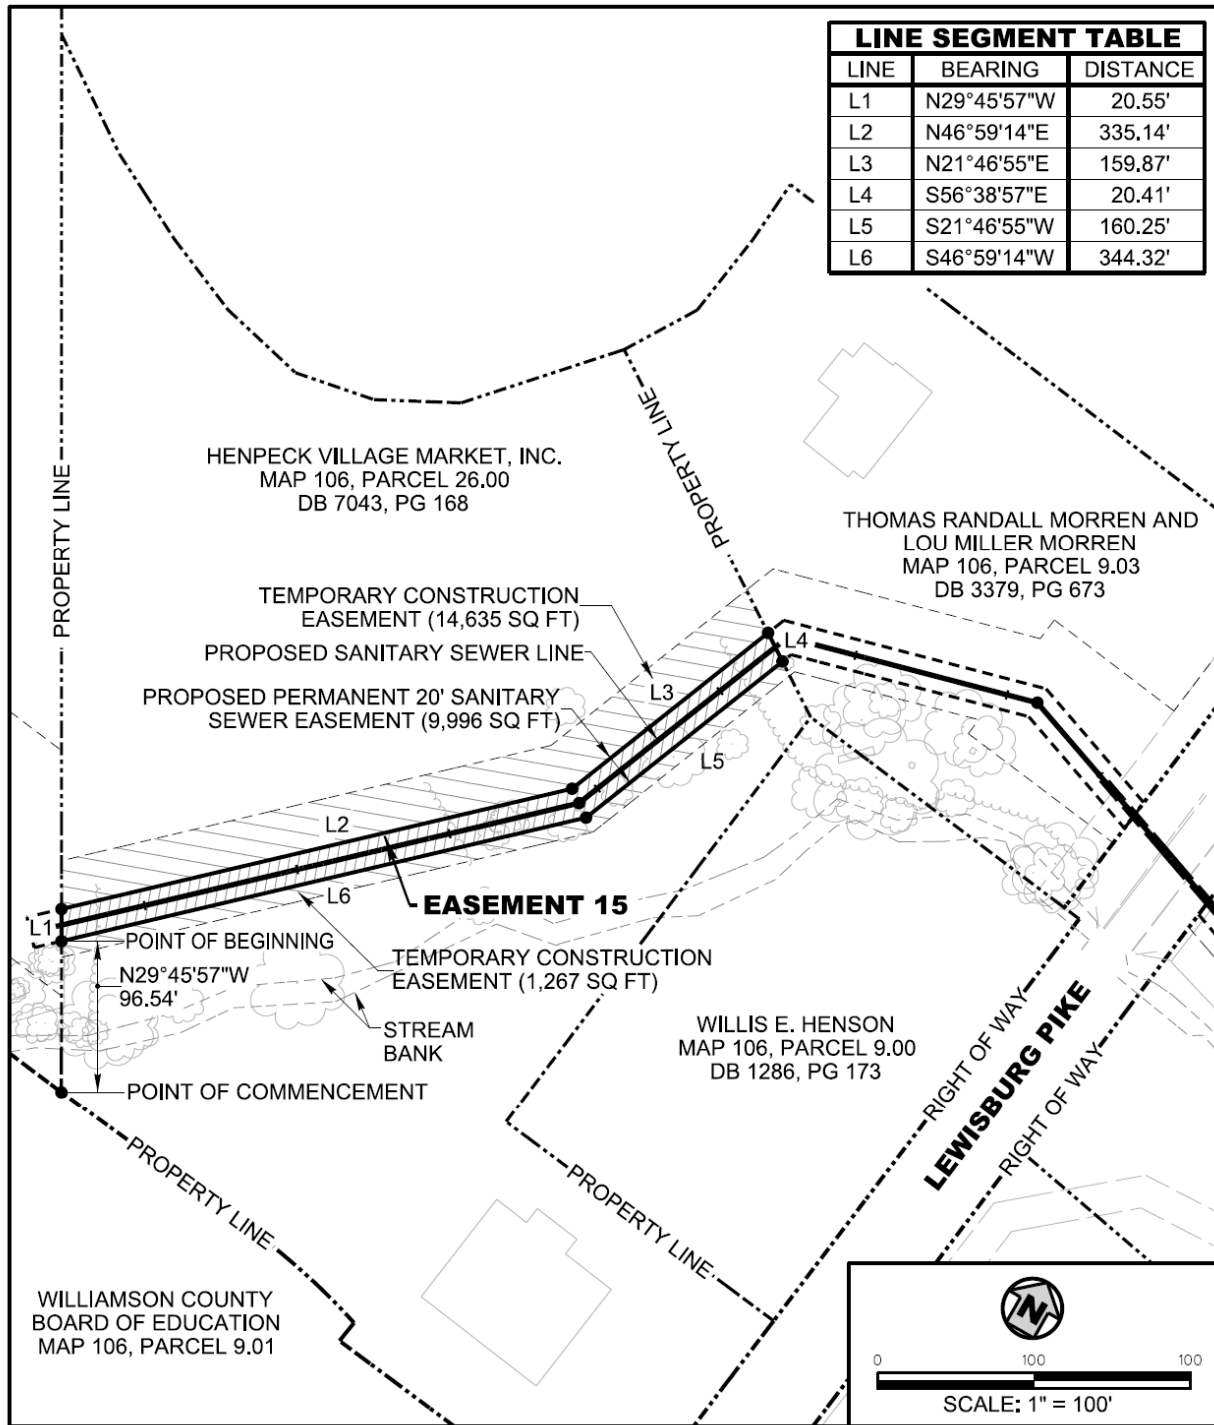 LINE SEGMENT TABLE
LINE BEARING DISTANCE
L1 N29°45'57"W 20.55'
L2 N46°59'14"E 335.14'
L3 N21°46'55"E 159.87'
L4 S56°38'57"E 20.41'
L5 S21°46'55"W 160.25'
L6 S46°59'14"W 344.32'
PROPERTY LINE
PROPERTY LINE
HENPECK VILLAGE MARKET, INC.
MAP 106, PARCEL 26.00
DB 7043, PG 168
THOMAS RANDALL MORREN AND
LOU MILLER MORREN
MAP 106, PARCEL 9.03
DB 3379, PG 673
TEMPORARY CONSTRUCTION
EASEMENT (14,635 SQ FT)
PROPOSED SANITARY SEWER LINE
PROPOSED PERMANENT 20' SANITARY
SEWER EASEMENT (9,996 SQ FT)
L4
L3
L5
L2
L6
L1
EASEMENT 15
POINT OF BEGINNING
N29°45'57"W
96.54'
TEMPORARY CONSTRUCTION
EASEMENT (1,267 SQ FT)
STREAM
BANK
POINT OF COMMENCEMENT
WILLIS E. HENSON
MAP 106, PARCEL 9.00
DB 1286, PG 173
RIGHT OF WAY
LEWISBURG PIKE
RIGHT OF WAY
PROPERTY LINE
PROPERTY LINE
WILLIAMSON COUNTY
BOARD OF EDUCATION
MAP 106, PARCEL 9.01
N
0 100 100
SCALE: 1" = 100'